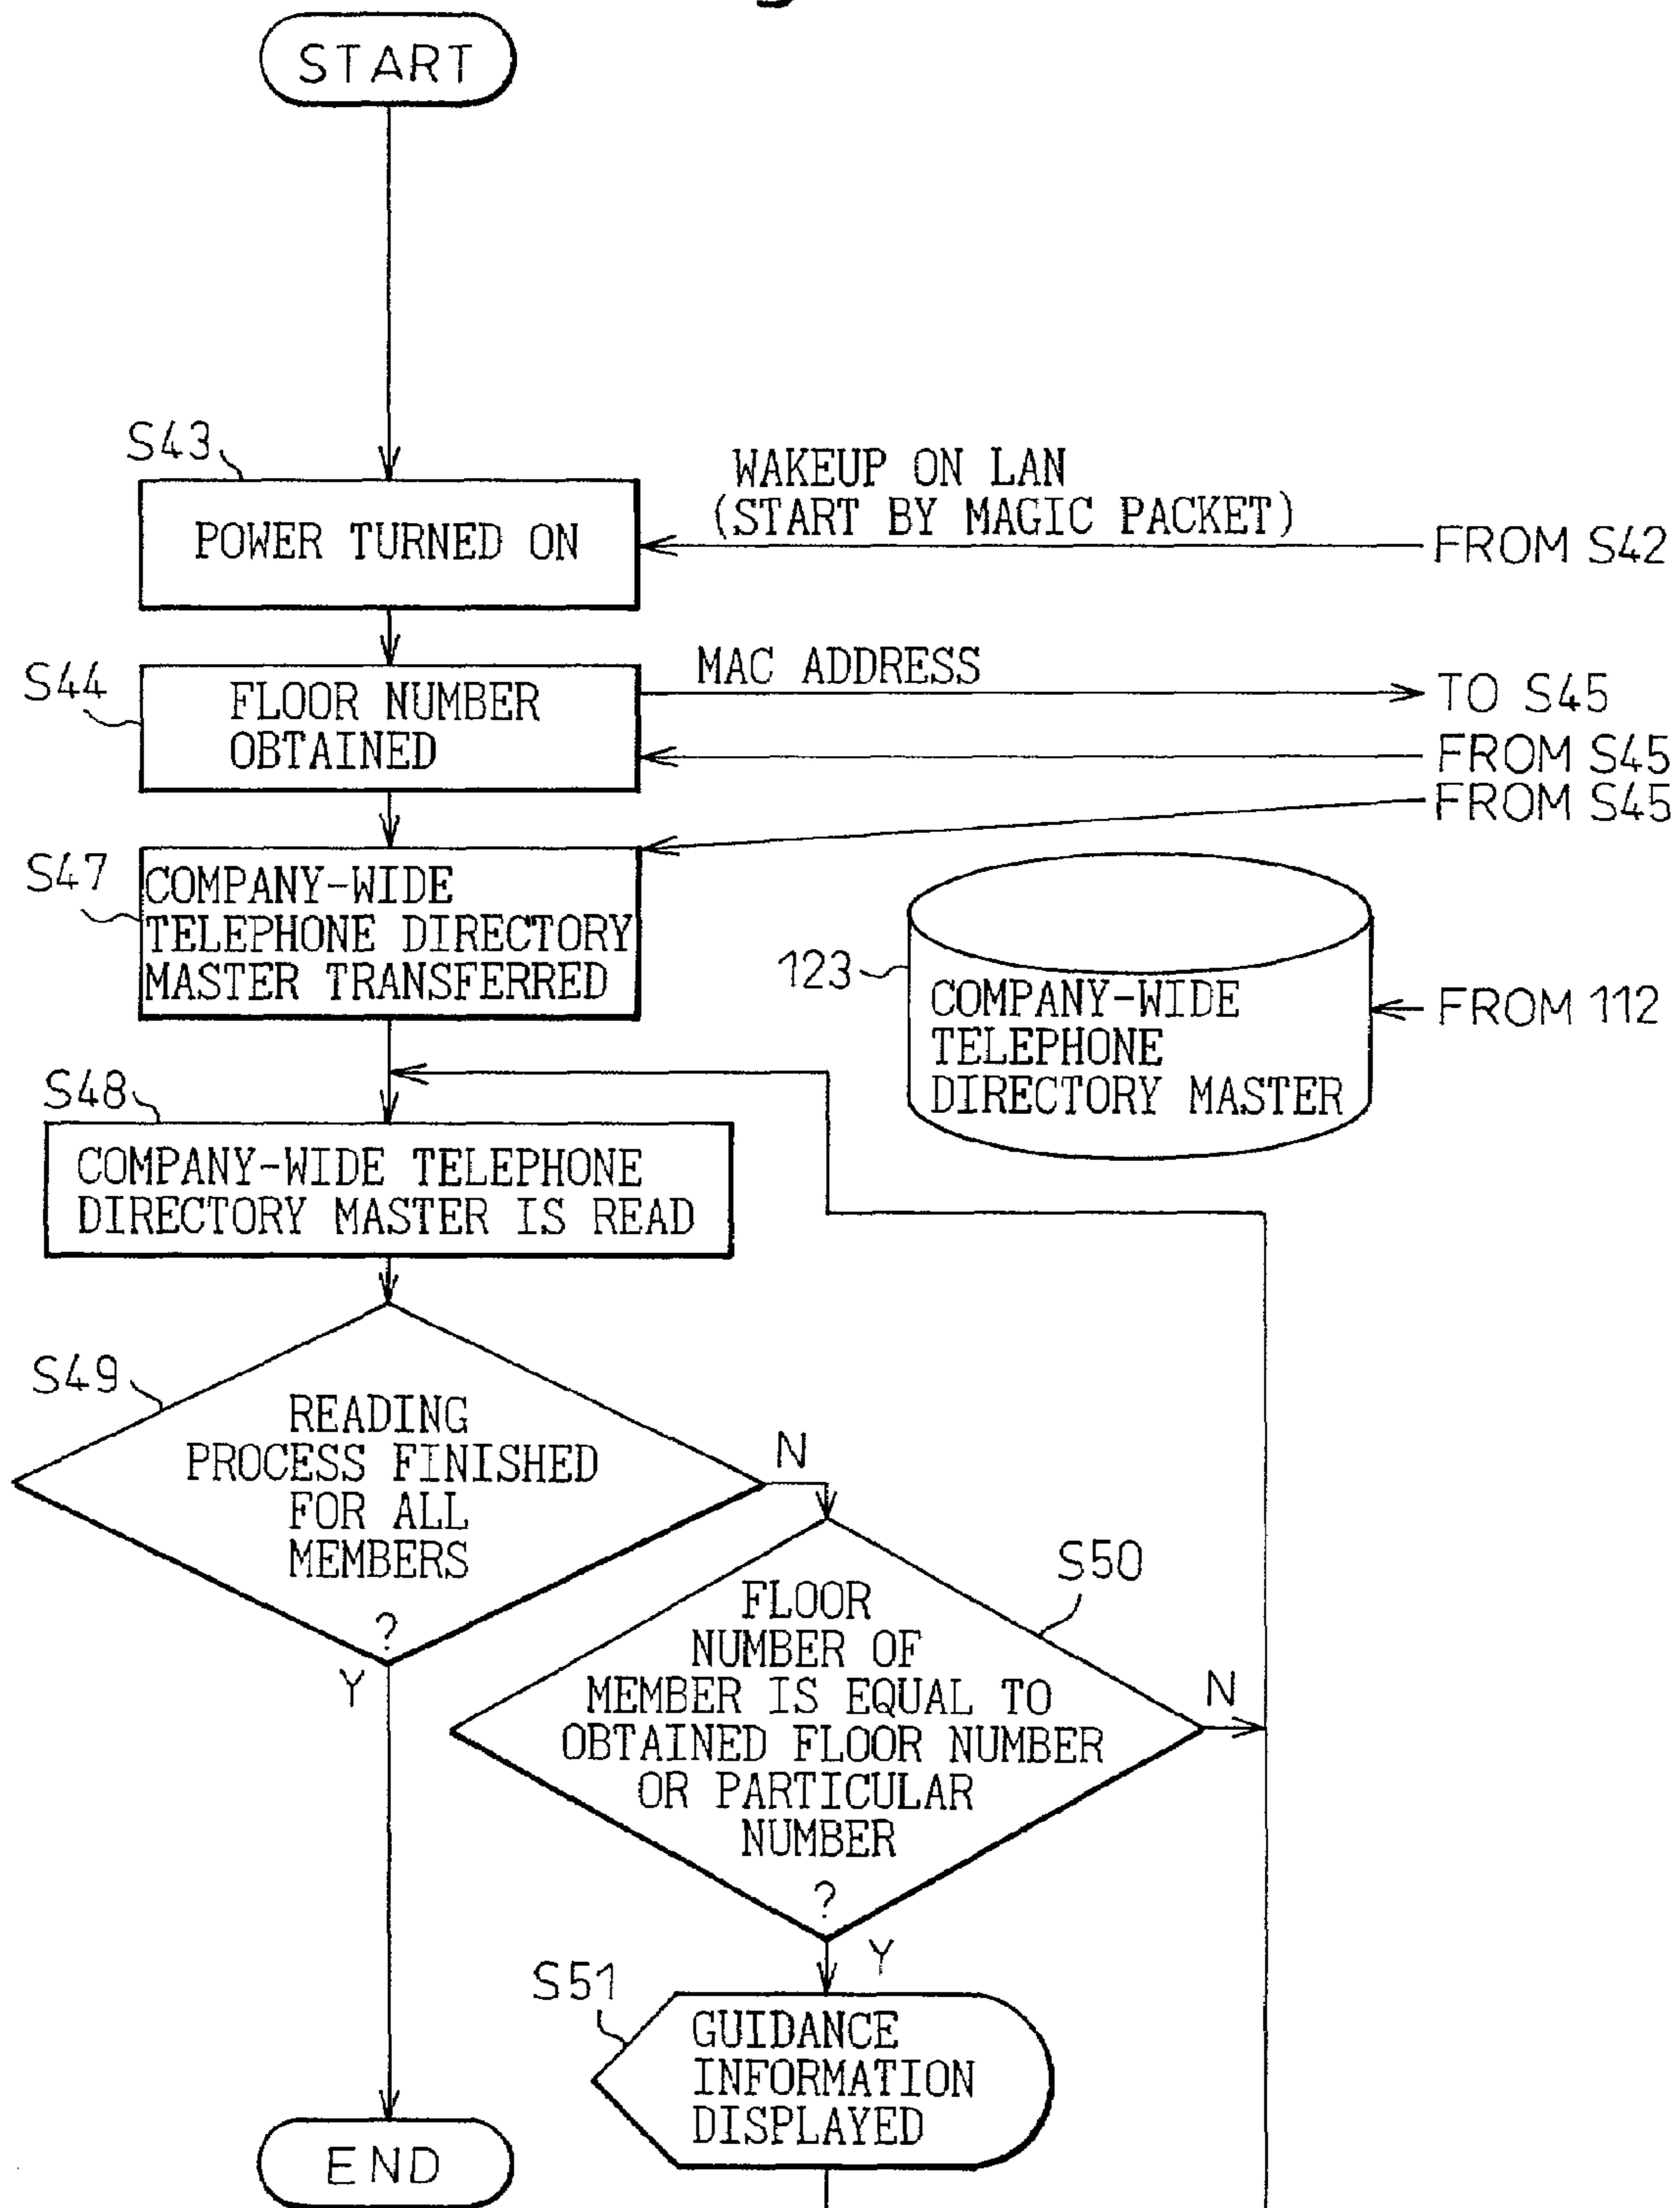 START
S43
POWER TURNED ON
WAKEUP ON LAN
(START BY MAGIC PACKET)
FROM S42
S44
FLOOR NUMBER
OBTAINED
MAC ADDRESS
TO S45
FROM S45
FROM S45
S47
COMPANY-WIDE
TELEPHONE DIRECTORY
MASTER TRANSFERRED
123
COMPANY-WIDE
TELEPHONE
DIRECTORY MASTER
FROM 112
S48
COMPANY-WIDE TELEPHONE
DIRECTORY MASTER IS READ
S49
READING
PROCESS FINISHED
FOR ALL
MEMBERS
?
N
Y
S50
FLOOR
NUMBER OF
MEMBER IS EQUAL TO
OBTAINED FLOOR NUMBER
OR PARTICULAR
NUMBER
?
N
Y
S51
GUIDANCE
INFORMATION
DISPLAYED
END